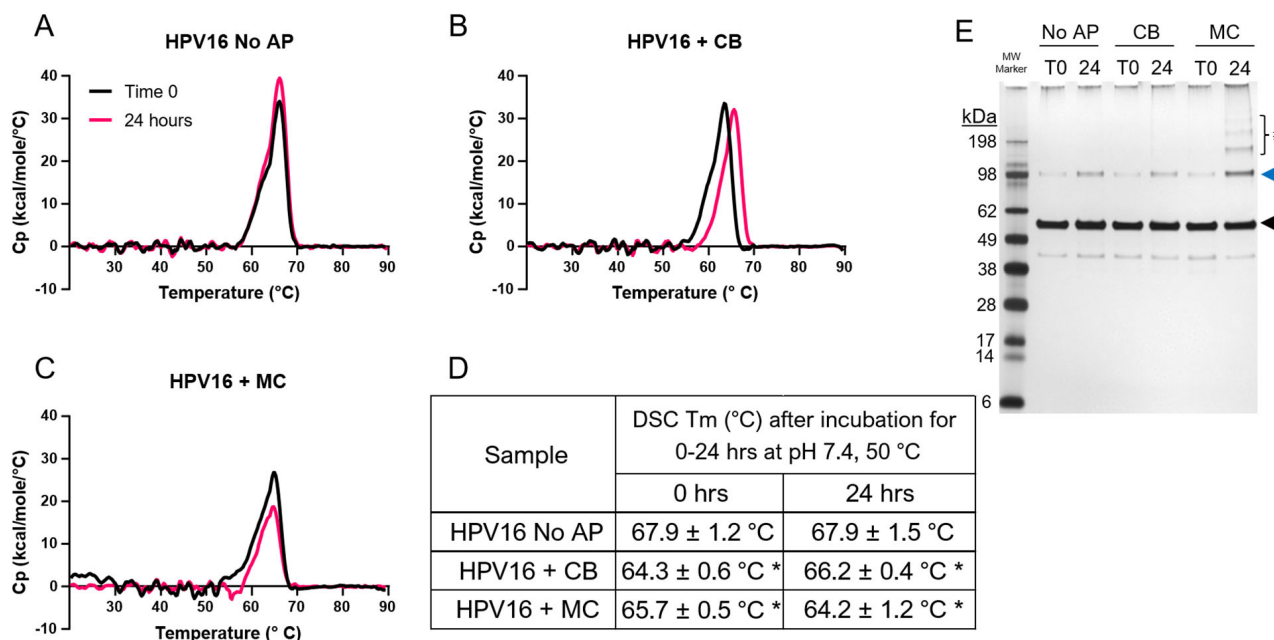 A
HPV16 No AP
Cp (kcal/mole/°C)
40
30
20
10
0
-10
Time 0
24 hours
30 40 50 60 70 80 90
Temperature (° C)
B
HPV16 + CB
Cp (kcal/mole/°C)
40
30
20
10
0
-10
30 40 50 60 70 80 90
Temperature (° C)
C
HPV16 + MC
Cp (kcal/mole/°C)
40
30
20
10
0
-10
30 40 50 60 70 80 90
Temperature (° C)
D
Sample
DSC Tm (°C) after incubation for
0-24 hrs at pH 7.4, 50 °C
0 hrs 24 hrs
HPV16 No AP 67.9 ± 1.2 °C 67.9 ± 1.5 °C
HPV16 + CB 64.3 ± 0.6 °C * 66.2 ± 0.4 °C *
HPV16 + MC 65.7 ± 0.5 °C * 64.2 ± 1.2 °C *
E
No AP CB MC
MW
Marker
T0 24 T0 24 T0 24
kDa
198
98
62
49
38
28
17
14
6